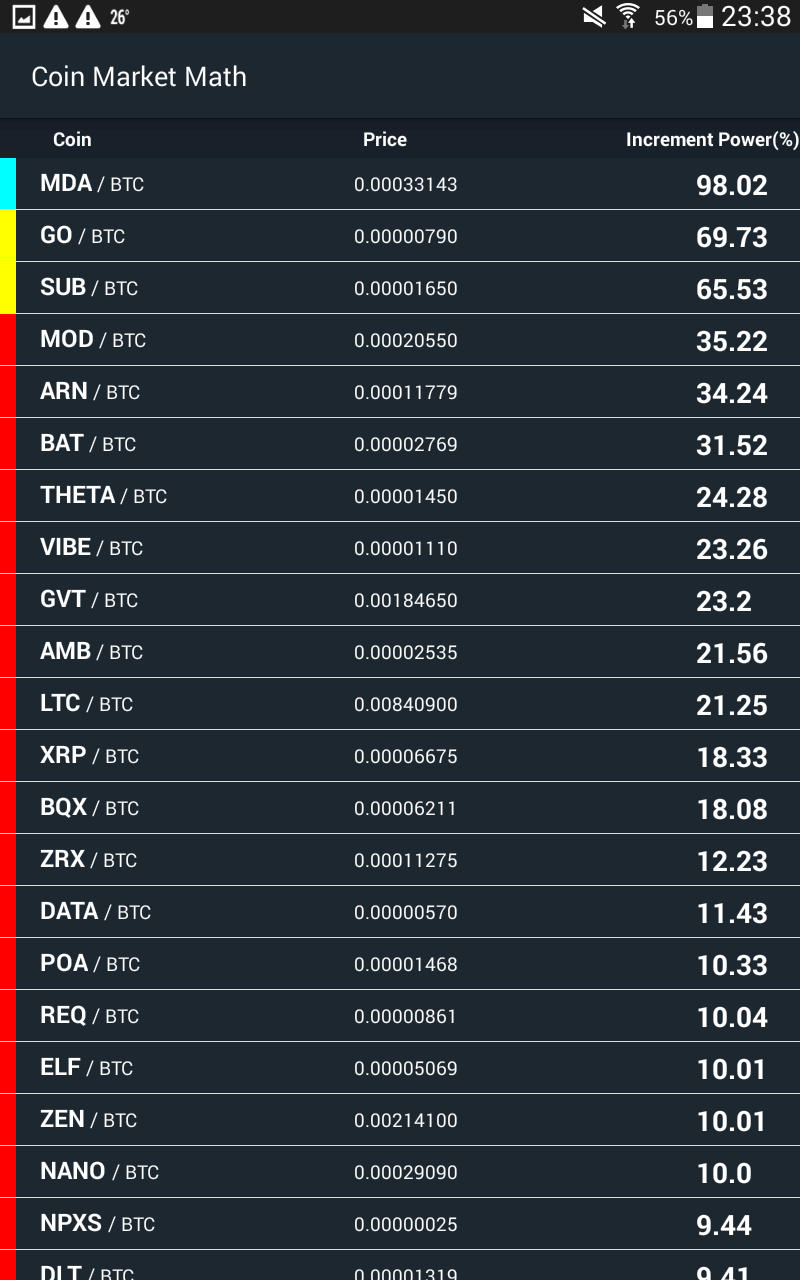 26° 56% 23:38
Coin Market Math
Coin Price Increment Power(%)
MDA / BTC 0.00033143 98.02
GO / BTC 0.00000790 69.73
SUB / BTC 0.00001650 65.53
MOD / BTC 0.00020550 35.22
ARN / BTC 0.00011779 34.24
BAT / BTC 0.00002769 31.52
THETA / BTC 0.00001450 24.28
VIBE / BTC 0.00001110 23.26
GVT / BTC 0.00184650 23.2
AMB / BTC 0.00002535 21.56
LTC / BTC 0.00840900 21.25
XRP / BTC 0.00006675 18.33
BQX / BTC 0.00006211 18.08
ZRX / BTC 0.00011275 12.23
DATA / BTC 0.00000570 11.43
POA / BTC 0.00001468 10.33
REQ / BTC 0.00000861 10.04
ELF / BTC 0.00005069 10.01
ZEN / BTC 0.00214100 10.01
NANO / BTC 0.00029090 10.0
NPXS / BTC 0.00000025 9.44
DLT / BTC 0.00001319 9.41